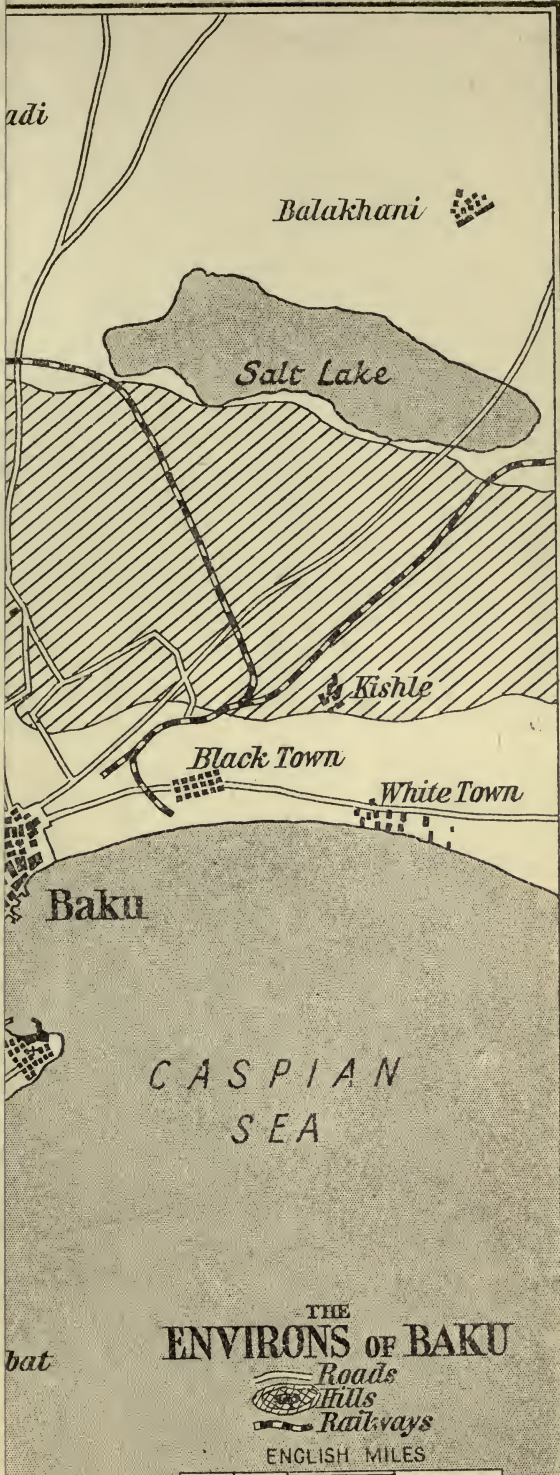 adi
Balakhani
Salt Lake
Kishle
Black Town
White Town
Baku
CASPIAN
SEA
bat
THE
ENVIRONS OF BAKU
Roads
Hills
Railways
ENGLISH MILES